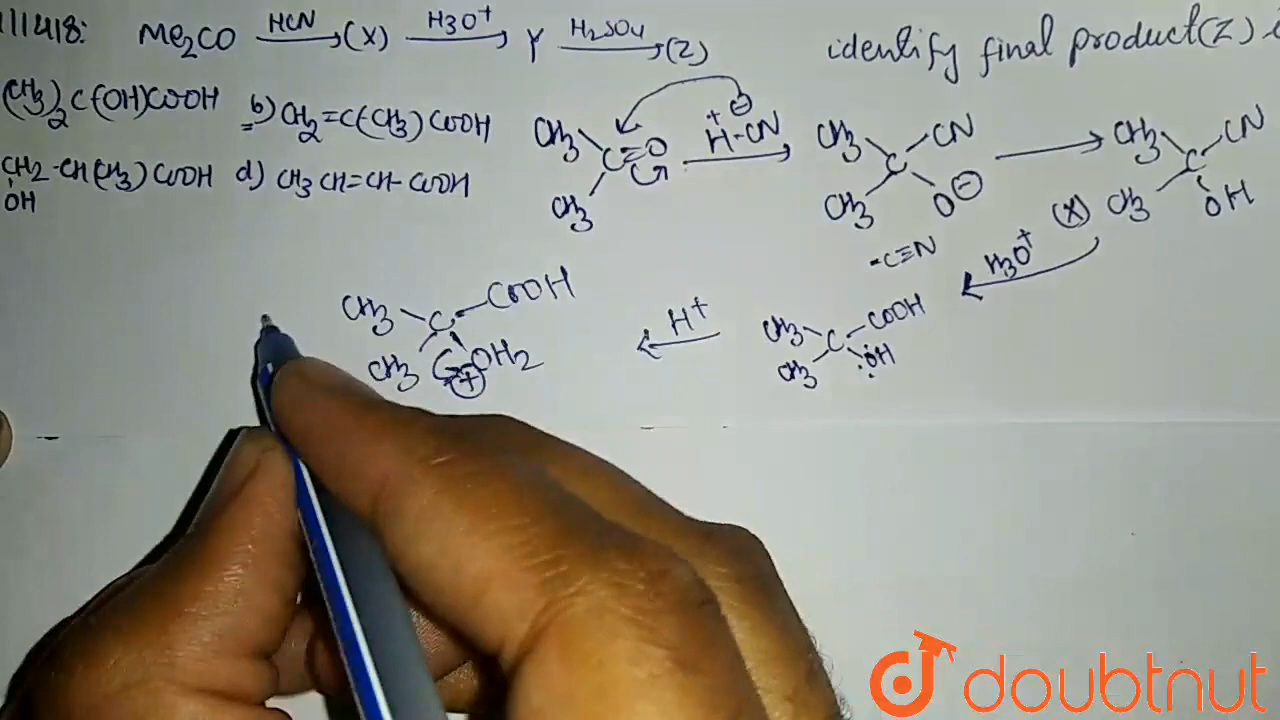 111418: Me2CO HCN (X) H3O+ Y H2SO4 (Z) identify final product(Z) i
(CH3)2C(OH)COOH b) CH2=C(CH3)COOH
CH2-CH(CH3)COOH d) CH3CH=CH-COOH
OH
CH3 C=O CH3
+ ⊖
H-CN
CH3 CN
C
CH3 O⊖
CH3 CN
C
(X) CH3 OH
-C≡N
H3O+
CH3 COOH
C
CH3 OH
H+
CH3 COOH
C
CH3 OH2
+
doubtnut